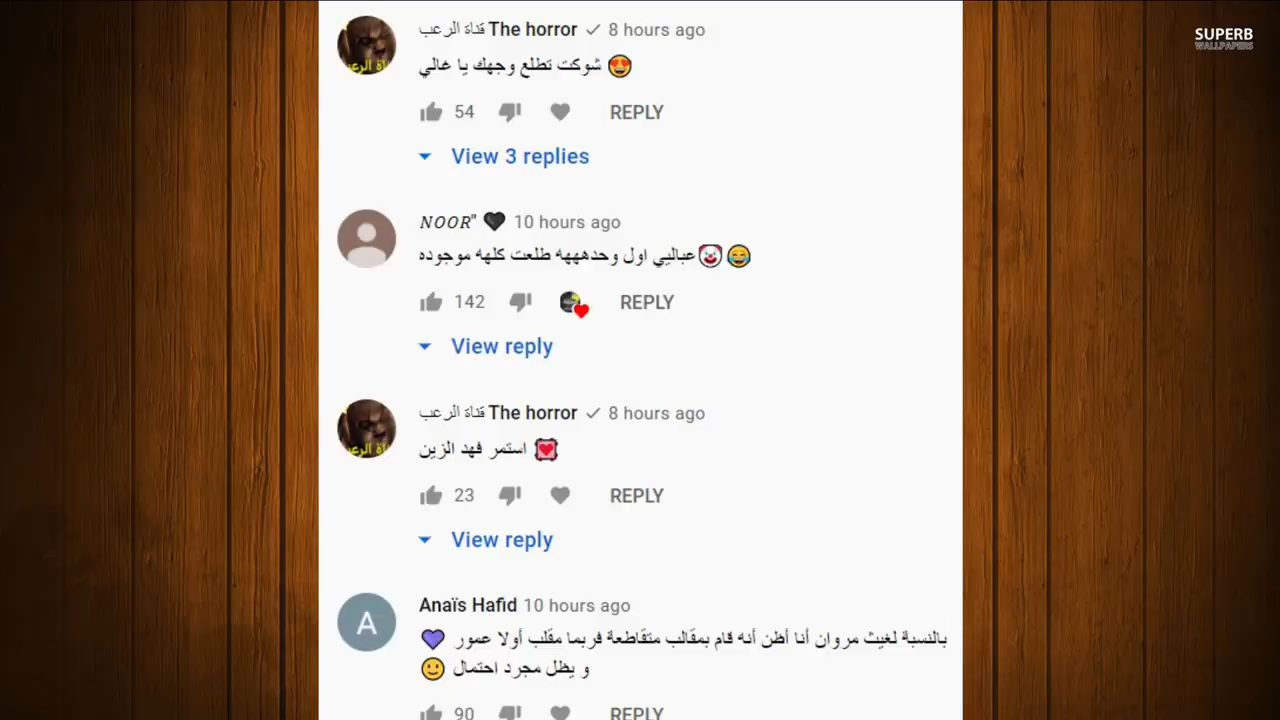 SUPERB
WALLPAPERS
قناة الرعب The horror ✓ 8 hours ago
شوكت تطلع وجهك يا غالي 😍
54 REPLY
View 3 replies
NOOR" 🖤 10 hours ago
عباليي اول وحدهههه طلعت كلهه موجوده🤡😂
142 REPLY
View reply
قناة الرعب The horror ✓ 8 hours ago
استمر فهد الزين 💟
23 REPLY
View reply
A
Anaïs Hafid 10 hours ago
بالنسبة لغيث مروان أنا أظن أنه قام بمقالب متقاطعة فربما مقلب أولا عمور 💜
و يظل مجرد احتمال 🙂
90 REPLY